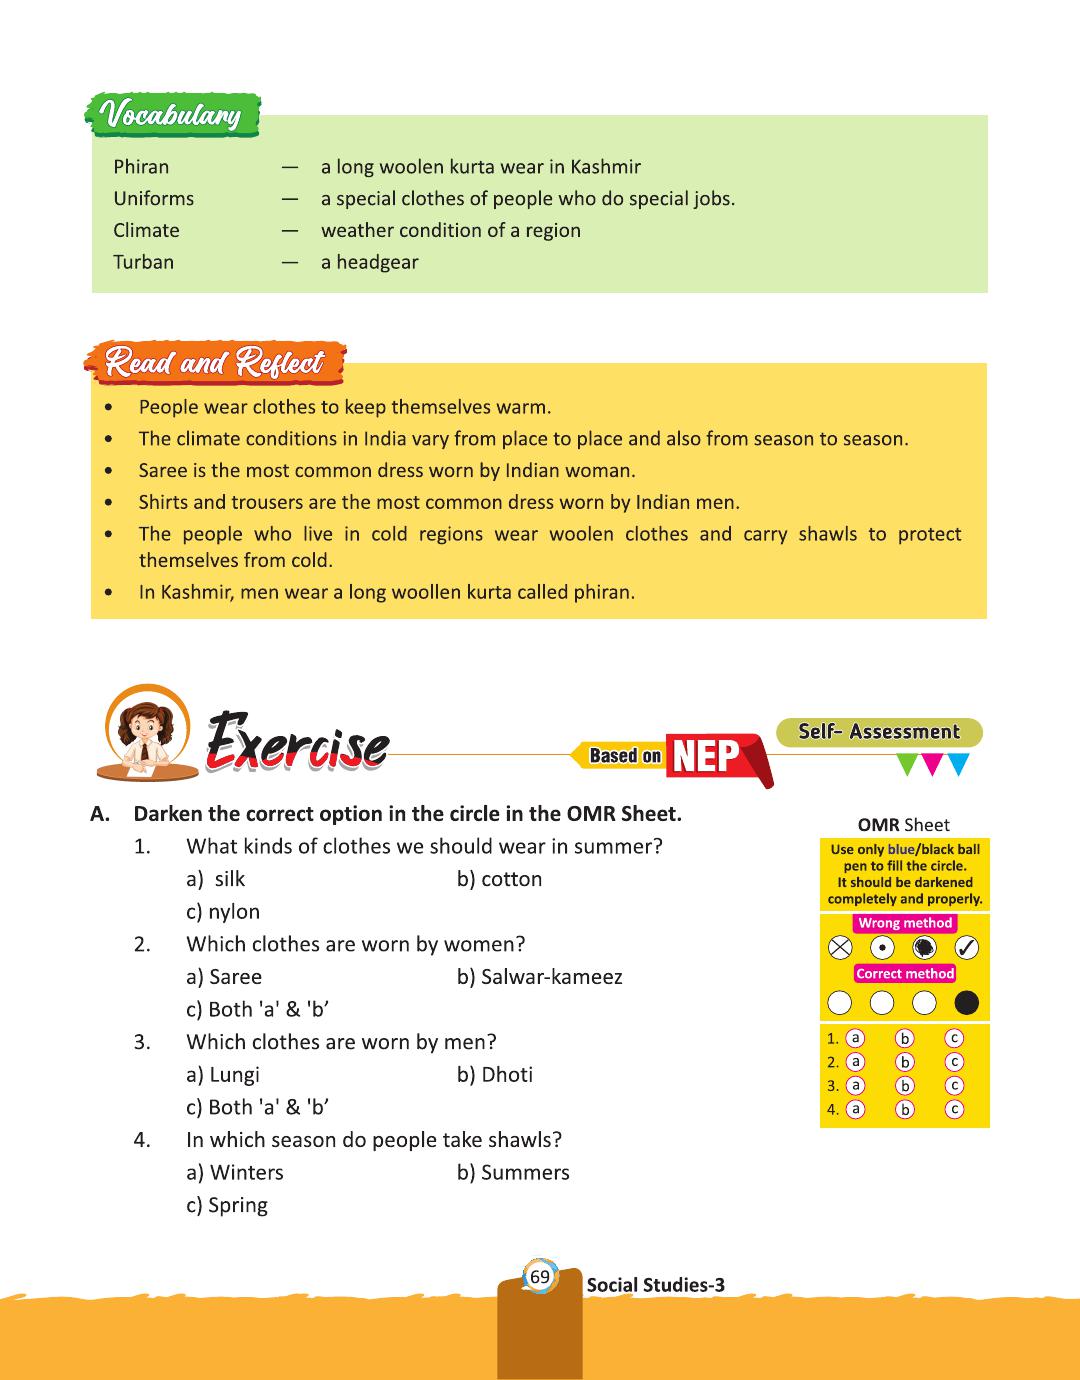 Vocabulary
Phiran — a long woolen kurta wear in Kashmir
Uniforms — a special clothes of people who do special jobs.
Climate — weather condition of a region
Turban — a headgear
Read and Reflect
• People wear clothes to keep themselves warm.
• The climate conditions in India vary from place to place and also from season to season.
• Saree is the most common dress worn by Indian woman.
• Shirts and trousers are the most common dress worn by Indian men.
• The people who live in cold regions wear woolen clothes and carry shawls to protect
themselves from cold.
• In Kashmir, men wear a long woollen kurta called phiran.
Exercise
Based on NEP
Self- Assessment
A. Darken the correct option in the circle in the OMR Sheet.
1. What kinds of clothes we should wear in summer?
a) silk b) cotton
c) nylon
2. Which clothes are worn by women?
a) Saree b) Salwar-kameez
c) Both 'a' & 'b’
3. Which clothes are worn by men?
a) Lungi b) Dhoti
c) Both 'a' & 'b’
4. In which season do people take shawls?
a) Winters b) Summers
c) Spring
OMR Sheet
Use only blue/black ball
pen to fill the circle.
It should be darkened
completely and properly.
Wrong method
Correct method
1. a b c
2. a b c
3. a b c
4. a b c
69
Social Studies-3